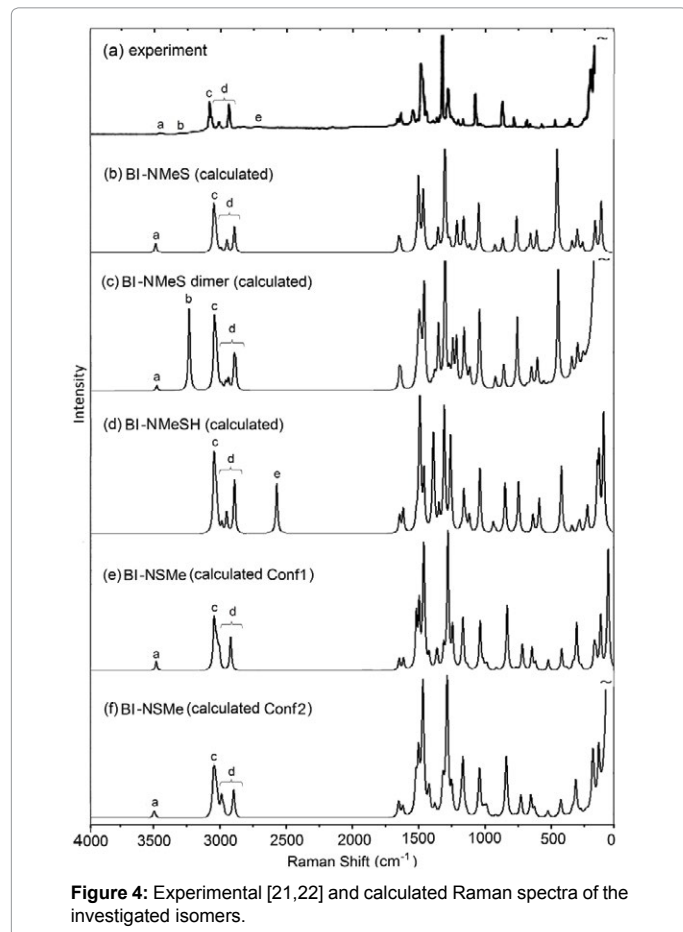 ~
(a) experiment
a
b
c
d
e
(b) BI-NMeS (calculated)
a
c
d
(c) BI-NMeS dimer (calculated)
~
a
b
c
d
(d) BI-NMeSH (calculated)
c
d
e
(e) BI-NSMe (calculated Conf1)
a
c
d
(f) BI-NSMe (calculated Conf2)
~
a
c
d
Intensity
4000 3500 3000 2500 2000 1500 1000 500 0
Raman Shift (cm⁻¹)
Figure 4: Experimental [21,22] and calculated Raman spectra of the
investigated isomers.